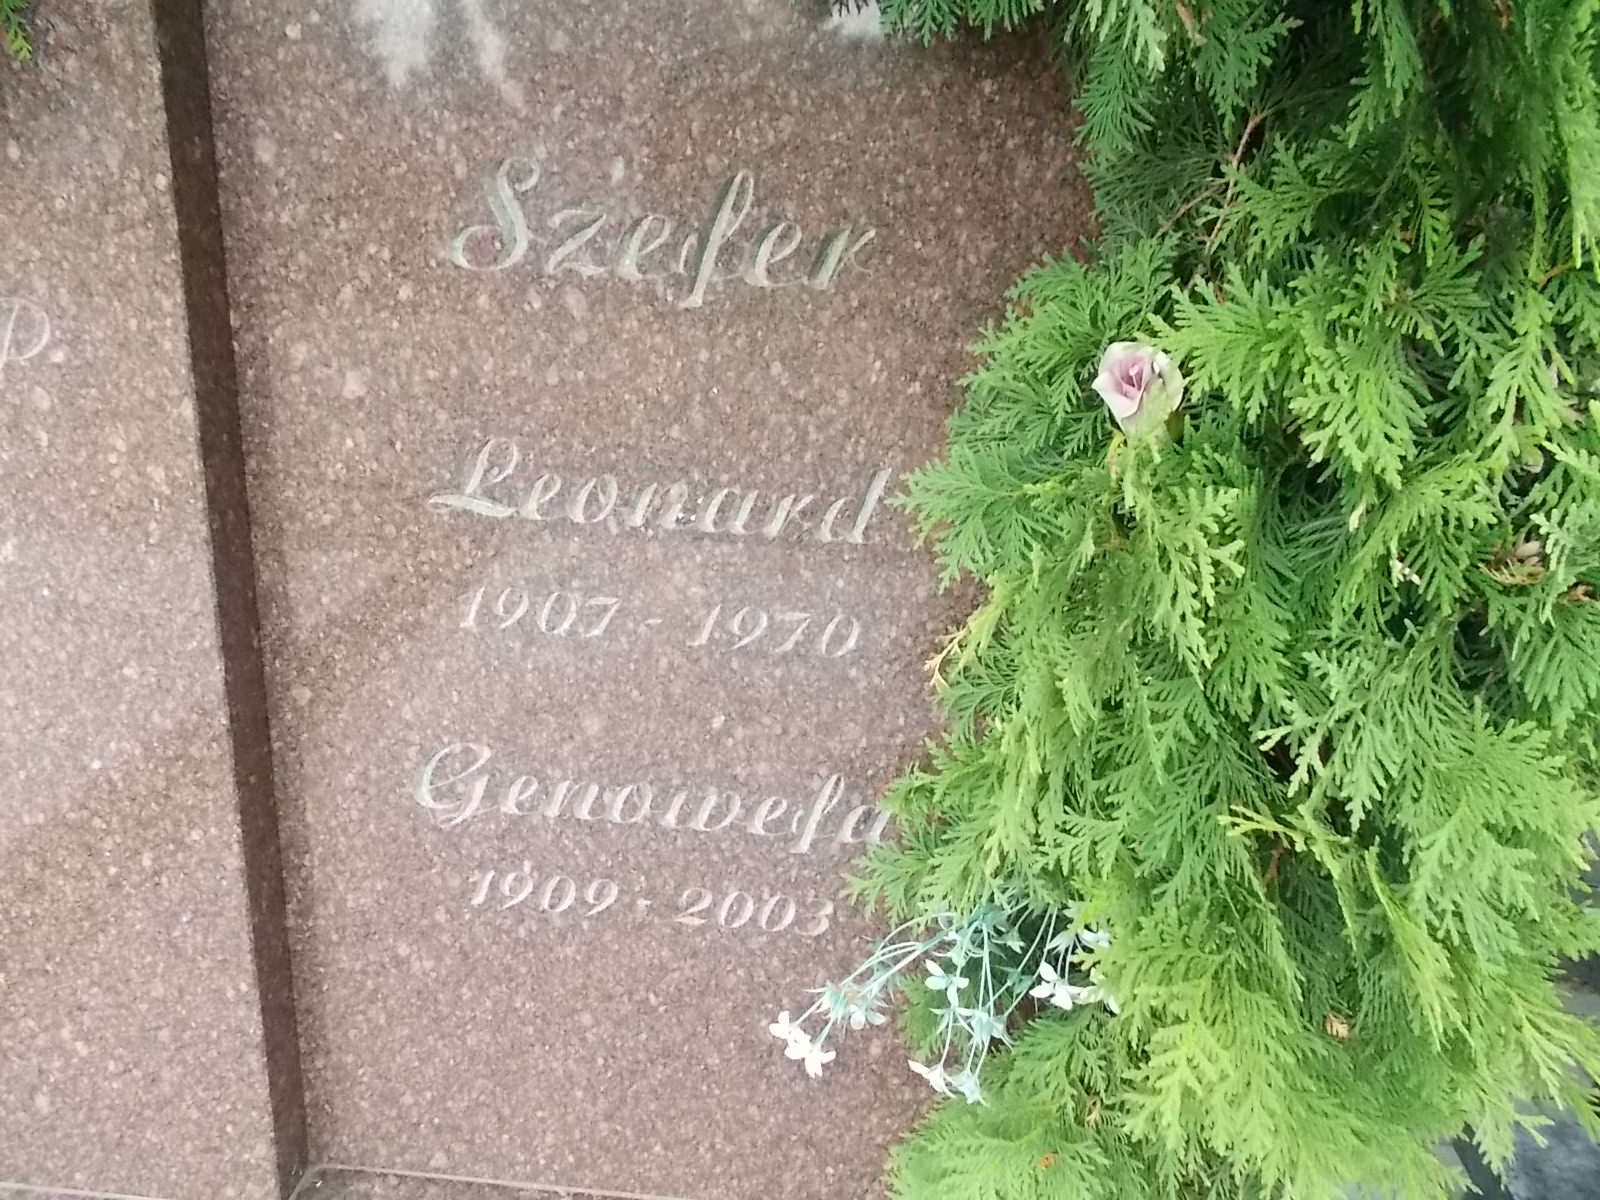 Szefer
Leonard
1907 - 1970
Genowefa
1909 - 2003